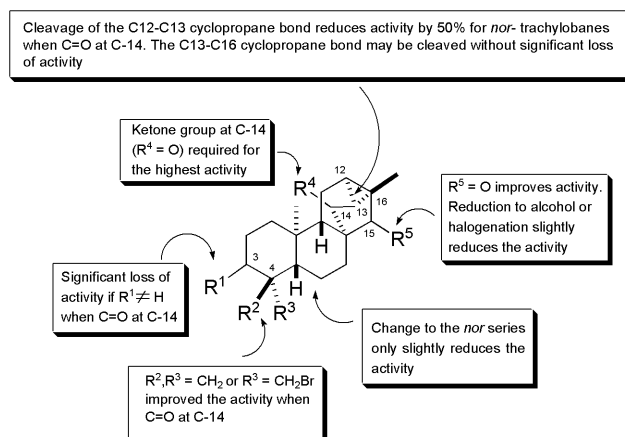 Cleavage of the C12-C13 cyclopropane bond reduces activity by 50% for nor- trachylobanes
when C=O at C-14. The C13-C16 cyclopropane bond may be cleaved without significant loss
of activity
Ketone group at C-14
(R4 = O) required for
the highest activity
R5 = O improves activity.
Reduction to alcohol or
halogenation slightly
reduces the activity
12
R4
16
13
14
15
R5
H
3
4
H
R1
R2
R3
Significant loss of
activity if R1≠ H
when C=O at C-14
Change to the nor series
only slightly reduces the
activity
R2,R3 = CH2 or R3 = CH2Br
improved the activity when
C=O at C-14